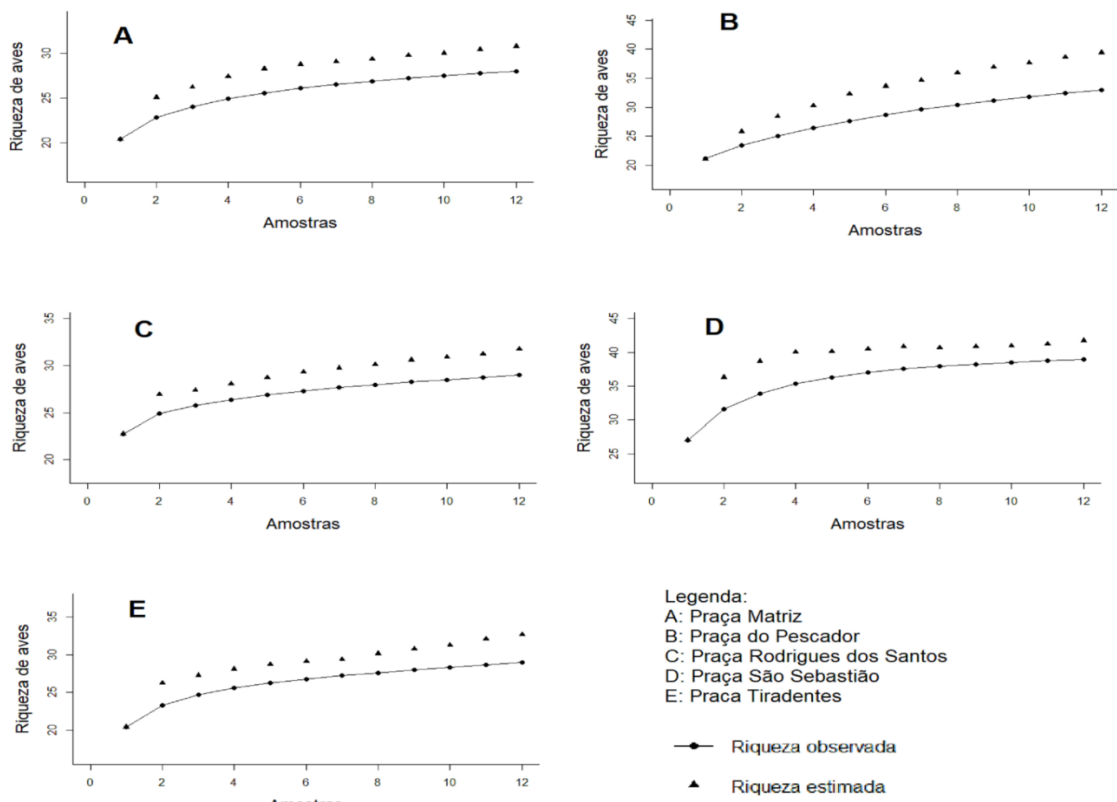 A
Riqueza de aves
30
25
20
0 2 4 6 8 10 12
Amostras
B
Riqueza de aves
45
40
35
30
25
20
0 2 4 6 8 10 12
Amostras
C
Riqueza de aves
35
30
25
20
0 2 4 6 8 10 12
Amostras
D
Riqueza de aves
45
40
35
30
25
0 2 4 6 8 10 12
Amostras
E
Riqueza de aves
35
30
25
20
0 2 4 6 8 10 12
Amostras
Legenda:
A: Praça Matriz
B: Praça do Pescador
C: Praça Rodrigues dos Santos
D: Praça São Sebastião
E: Praca Tiradentes
Riqueza observada
Riqueza estimada